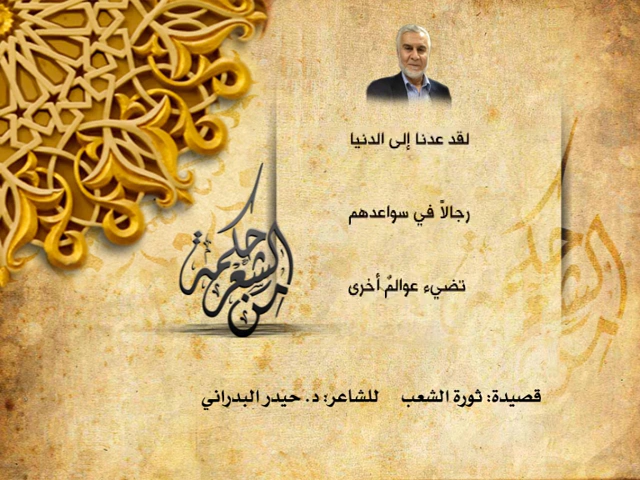 لقد عدنا إلى الدنيا
رجالاً في سواعدهم
تضيء عوالمٌ أخرى
حكمة
الشعر
من
قصيدة: ثورة الشعب للشاعر: د. حيدر البدراني